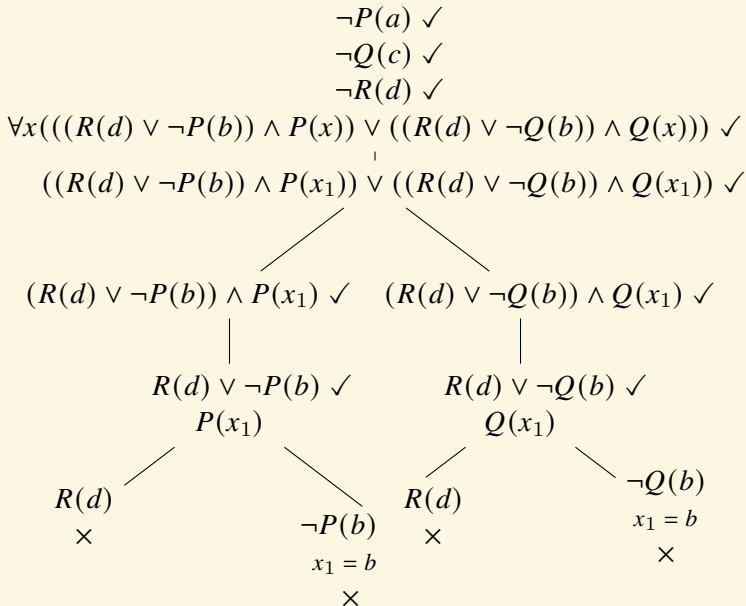 ¬P(a) ✓
¬Q(c) ✓
¬R(d) ✓
∀x(((R(d) ∨ ¬P(b)) ∧ P(x)) ∨ ((R(d) ∨ ¬Q(b)) ∧ Q(x))) ✓
((R(d) ∨ ¬P(b)) ∧ P(x₁)) ∨ ((R(d) ∨ ¬Q(b)) ∧ Q(x₁)) ✓
(R(d) ∨ ¬P(b)) ∧ P(x₁) ✓ (R(d) ∨ ¬Q(b)) ∧ Q(x₁) ✓
R(d) ∨ ¬P(b) ✓ R(d) ∨ ¬Q(b) ✓
P(x₁) Q(x₁)
R(d)
×
¬P(b)
x₁ = b
×
R(d)
×
¬Q(b)
x₁ = b
×